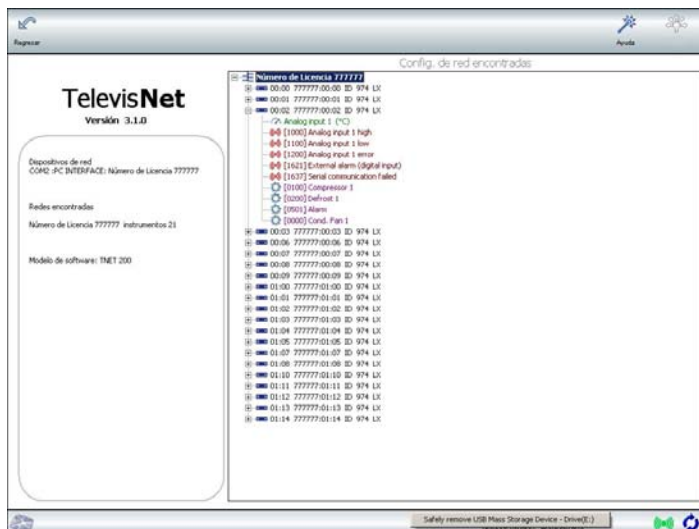 Regresar
Ayuda
Config. de red encontradas
TelevisNet
Versión 3.1.0
Dispositivos de red
COM2 :PC INTERFACE: Número de Licencia 777777
Redes encontradas
Número de Licencia 777777 instrumentos 21
Modelo de software: TNET 200
Número de Licencia 777777
00:00 777777:00:00 ID 974 LX
00:01 777777:00:01 ID 974 LX
00:02 777777:00:02 ID 974 LX
Analog input 1 (°C)
[1000] Analog input 1 high
[1100] Analog input 1 low
[1200] Analog input 1 error
[1621] External alarm (digital input)
[1637] Serial communication failed
[0100] Compressor 1
[0200] Defrost 1
[0501] Alarm
[0000] Cond. Fan 1
00:03 777777:00:03 ID 974 LX
00:06 777777:00:06 ID 974 LX
00:07 777777:00:07 ID 974 LX
00:08 777777:00:08 ID 974 LX
00:09 777777:00:09 ID 974 LX
01:00 777777:01:00 ID 974 LX
01:01 777777:01:01 ID 974 LX
01:02 777777:01:02 ID 974 LX
01:03 777777:01:03 ID 974 LX
01:04 777777:01:04 ID 974 LX
01:05 777777:01:05 ID 974 LX
01:07 777777:01:07 ID 974 LX
01:08 777777:01:08 ID 974 LX
01:10 777777:01:10 ID 974 LX
01:11 777777:01:11 ID 974 LX
01:12 777777:01:12 ID 974 LX
01:13 777777:01:13 ID 974 LX
01:14 777777:01:14 ID 974 LX
Safely remove USB Mass Storage Device - Drive(E:)